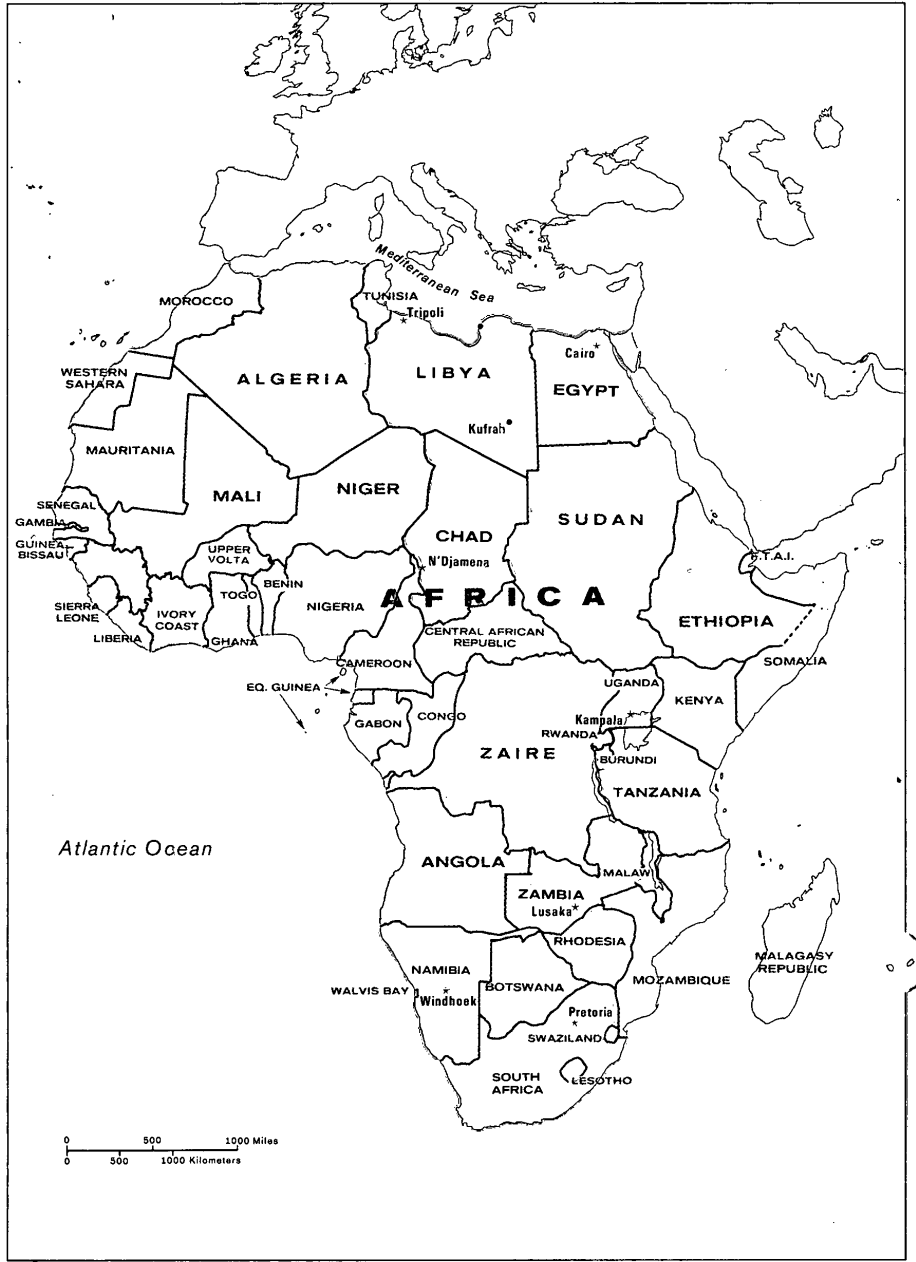 Mediterranean Sea
MOROCCO
TUNISIA
Tripoli
WESTERN
SAHARA
ALGERIA
LIBYA
Cairo
EGYPT
Kufrah
MAURITANIA
MALI
NIGER
CHAD
SUDAN
SENEGAL
GAMBIA
GUINEA
BISSAU
UPPER
VOLTA
N'Djamena
F.T.A.I.
BENIN
TOGO
NIGERIA
AFRICA
SIERRA
LEONE
IVORY
COAST
LIBERIA
GHANA
CENTRAL AFRICAN
REPUBLIC
ETHIOPIA
SOMALIA
CAMEROON
EQ. GUINEA
UGANDA
KENYA
GABON
CONGO
Kampala
RWANDA
ZAIRE
BURUNDI
TANZANIA
Atlantic Ocean
ANGOLA
MALAW
ZAMBIA
Lusaka
RHODESIA
NAMIBIA
WALVIS BAY
Windhoek
BOTSWANA
MOZAMBIQUE
MALAGASY
REPUBLIC
Pretoria
SWAZILAND
SOUTH
AFRICA
LESOTHO
0 500 1000 Miles
0 500 1000 Kilometers